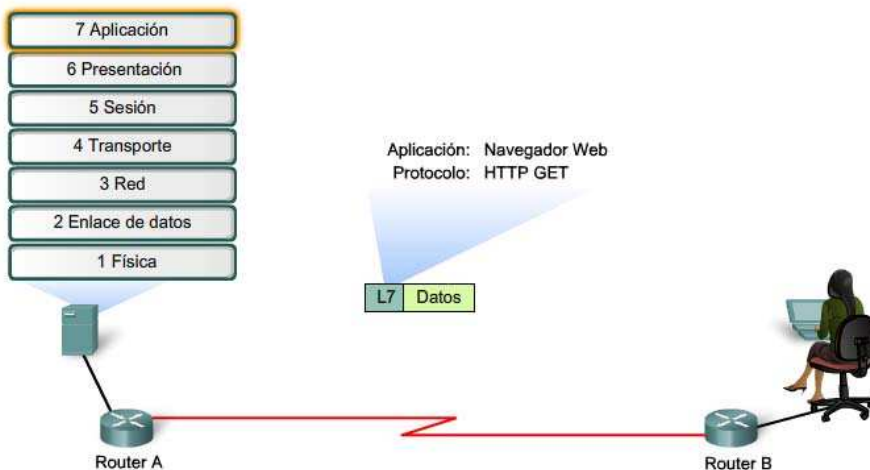 7 Aplicación
6 Presentación
5 Sesión
4 Transporte
3 Red
2 Enlace de datos
1 Física
Aplicación: Navegador Web
Protocolo: HTTP GET
L7 Datos
Router A
Router B